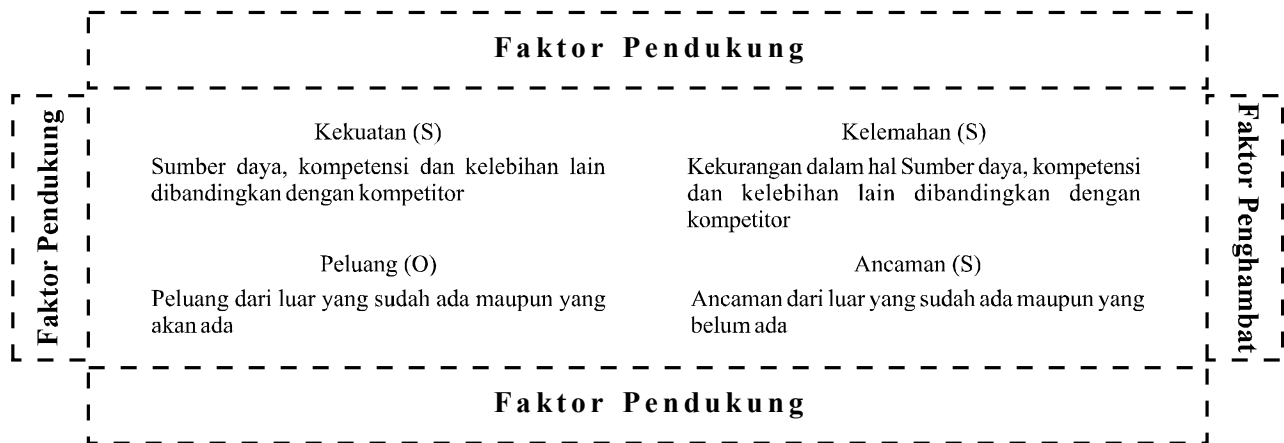 Faktor Pendukung
Faktor Pendukung
Kekuatan (S)
Sumber daya, kompetensi dan kelebihan lain
dibandingkan dengan kompetitor
Kelemahan (S)
Kekurangan dalam hal Sumber daya, kompetensi
dan kelebihan lain dibandingkan dengan
kompetitor
Peluang (O)
Peluang dari luar yang sudah ada maupun yang
akan ada
Ancaman (S)
Ancaman dari luar yang sudah ada maupun yang
belum ada
Faktor Penghambat
Faktor Pendukung